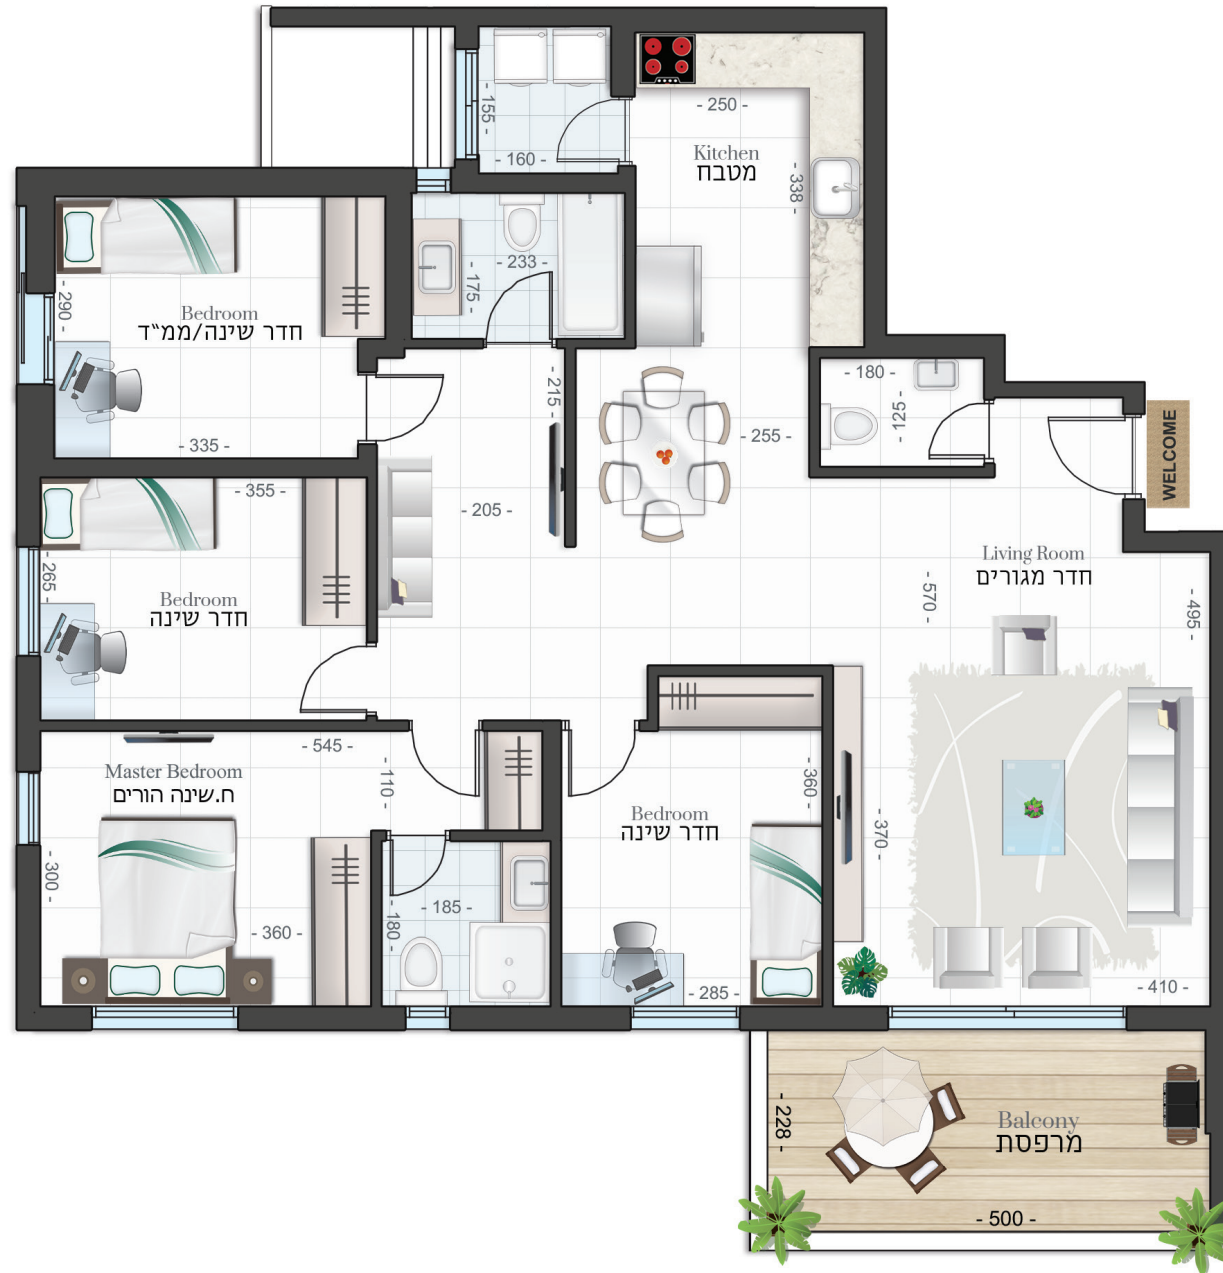 - 155 -
- 160 -
- 250 -
Kitchen
מטבח
- 338 -
- 233 -
- 175 -
- 290 -
Bedroom
חדר שינה/ממ"ד
- 335 -
- 215 -
- 205 -
- 255 -
- 180 -
- 125 -
WELCOME
- 355 -
- 265 -
Bedroom
חדר שינה
Living Room
חדר מגורים
- 570 -
- 495 -
- 545 -
- 110 -
Master Bedroom
ח.שינה הורים
- 300 -
- 360 -
- 185 -
- 180 -
- 360 -
Bedroom
חדר שינה
- 285 -
- 370 -
- 410 -
- 228 -
Balcony
מרפסת
- 500 -